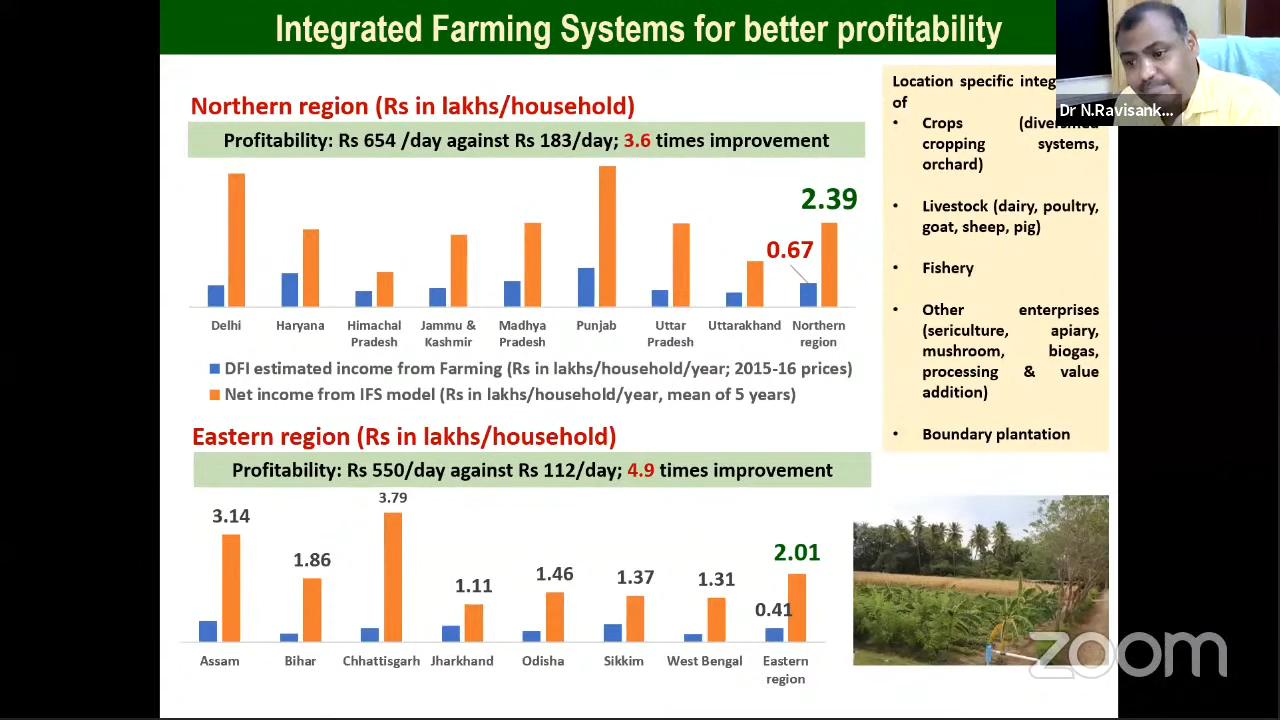 Integrated Farming Systems for better profitability
Northern region (Rs in lakhs/household)
Profitability: Rs 654 /day against Rs 183/day; 3.6 times improvement
2.39
0.67
Delhi
Haryana
Himachal
Pradesh
Jammu &
Kashmir
Madhya
Pradesh
Punjab
Uttar
Pradesh
Uttarakhand
Northern
region
DFI estimated income from Farming (Rs in lakhs/household/year; 2015-16 prices)
Net income from IFS model (Rs in lakhs/household/year, mean of 5 years)
Eastern region (Rs in lakhs/household)
Profitability: Rs 550/day against Rs 112/day; 4.9 times improvement
3.14
1.86
3.79
1.11
1.46
1.37
1.31
0.41
2.01
Assam
Bihar
Chhattisgarh
Jharkhand
Odisha
Sikkim
West Bengal
Eastern
region
Location specific
of
• Crops
cropping systems,
orchard)
• Livestock (dairy, poultry,
goat, sheep, pig)
• Fishery
• Other enterprises
(sericulture, apiary,
mushroom, biogas,
processing & value
addition)
• Boundary plantation
Dr N.Ravisank...
zoom